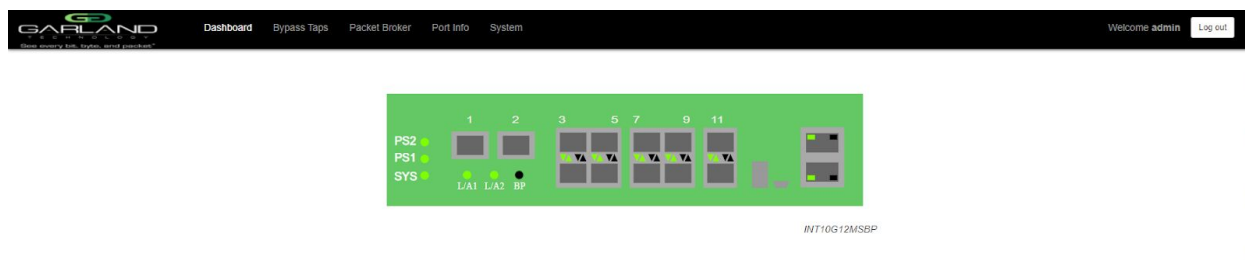 GARLAND
TECHNOLOGY
See every bit, byte, and packet™
Dashboard Bypass Taps Packet Broker Port Info System
Welcome admin Log out
1 2 3 5 7 9 11
PS2
PS1
SYS
L/A1 L/A2 BP
INT10G12MSBP